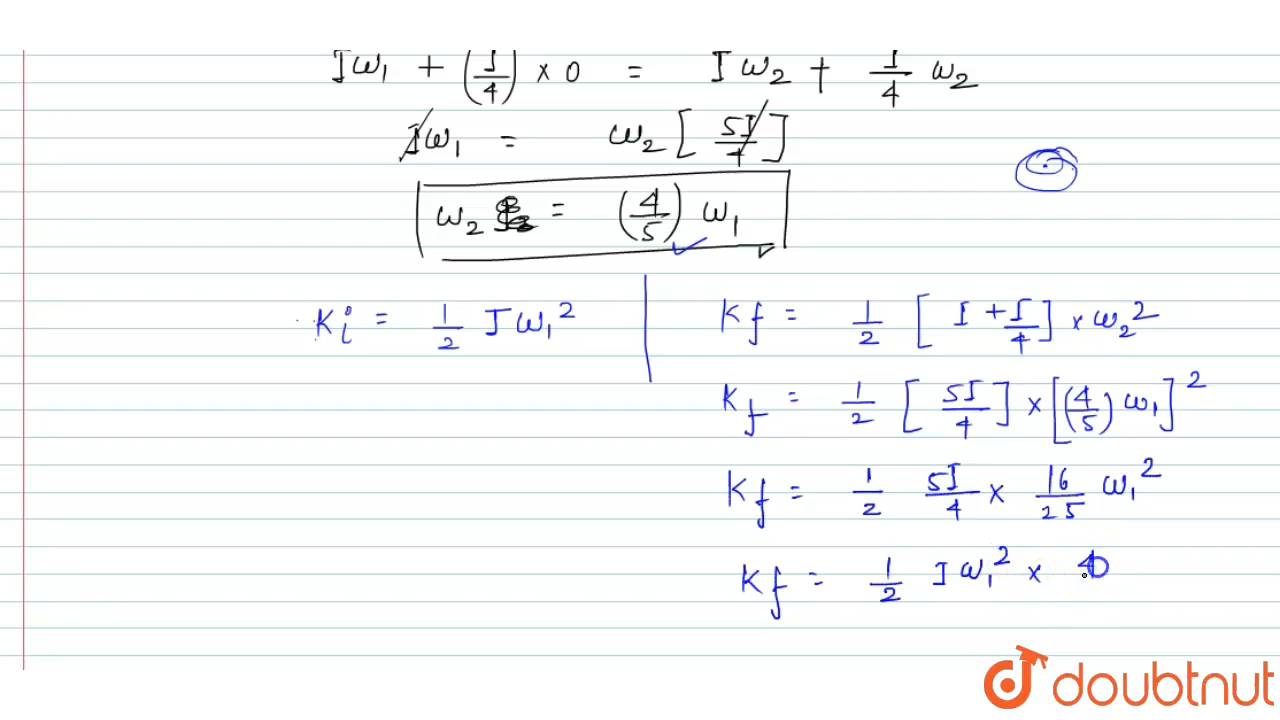 Iω₁ + (I/4) × 0 = Iω₂ + I/4 ω₂
Iω₁ = ω₂ [5I/4]
ω₂ = (4/5) ω₁
Ki = 1/2 Iω₁²
Kf = 1/2 [I + I/4] × ω₂²
Kf = 1/2 [5I/4] × [(4/5) ω₁]²
Kf = 1/2 5I/4 × 16/25 ω₁²
Kf = 1/2 Iω₁² × 4
doubtnut